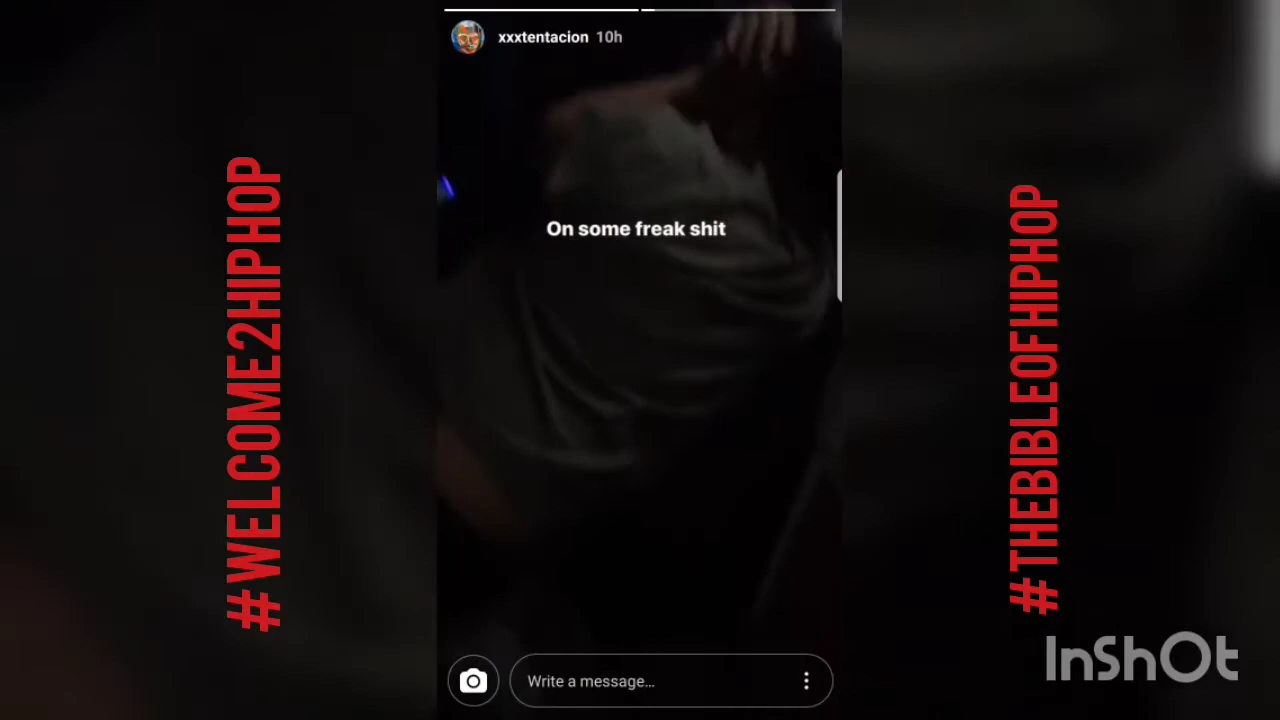 xxxtentacion 10h
#WELCOME2HIPHOP
On some freak shit
#THEBIBLEOFHIPHOP
Write a message...
InShOt